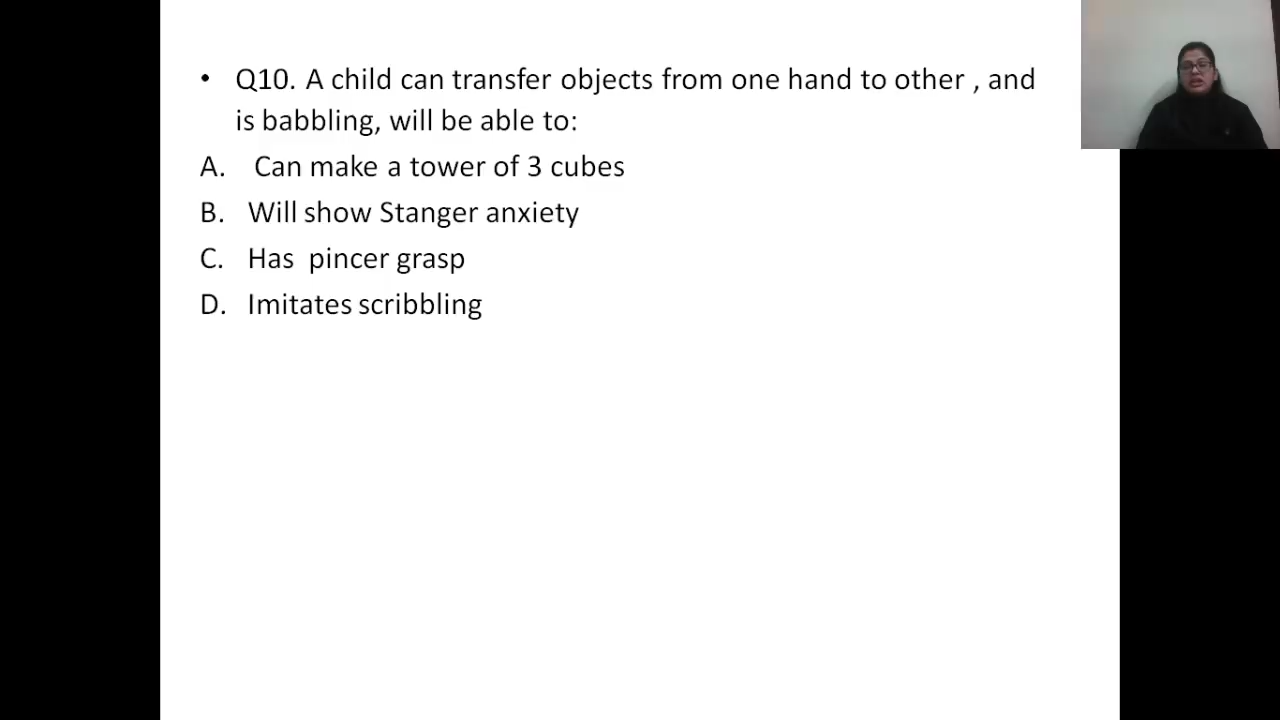 • Q10. A child can transfer objects from one hand to other , and
is babbling, will be able to:
A. Can make a tower of 3 cubes
B. Will show Stanger anxiety
C. Has pincer grasp
D. Imitates scribbling